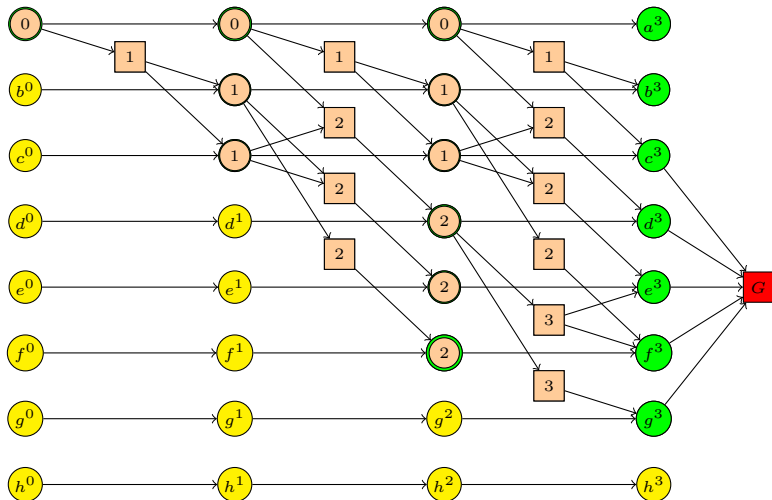 0 0 0 a³
1 1 1
b⁰ 1 1 b³
2 2
c⁰ 1 1 c³
2 2
d⁰ d¹ 2 d³
2 2
e⁰ e¹ 2 e³ G
3
f⁰ f¹ 2 f³
3
g⁰ g¹ g² g³
h⁰ h¹ h² h³